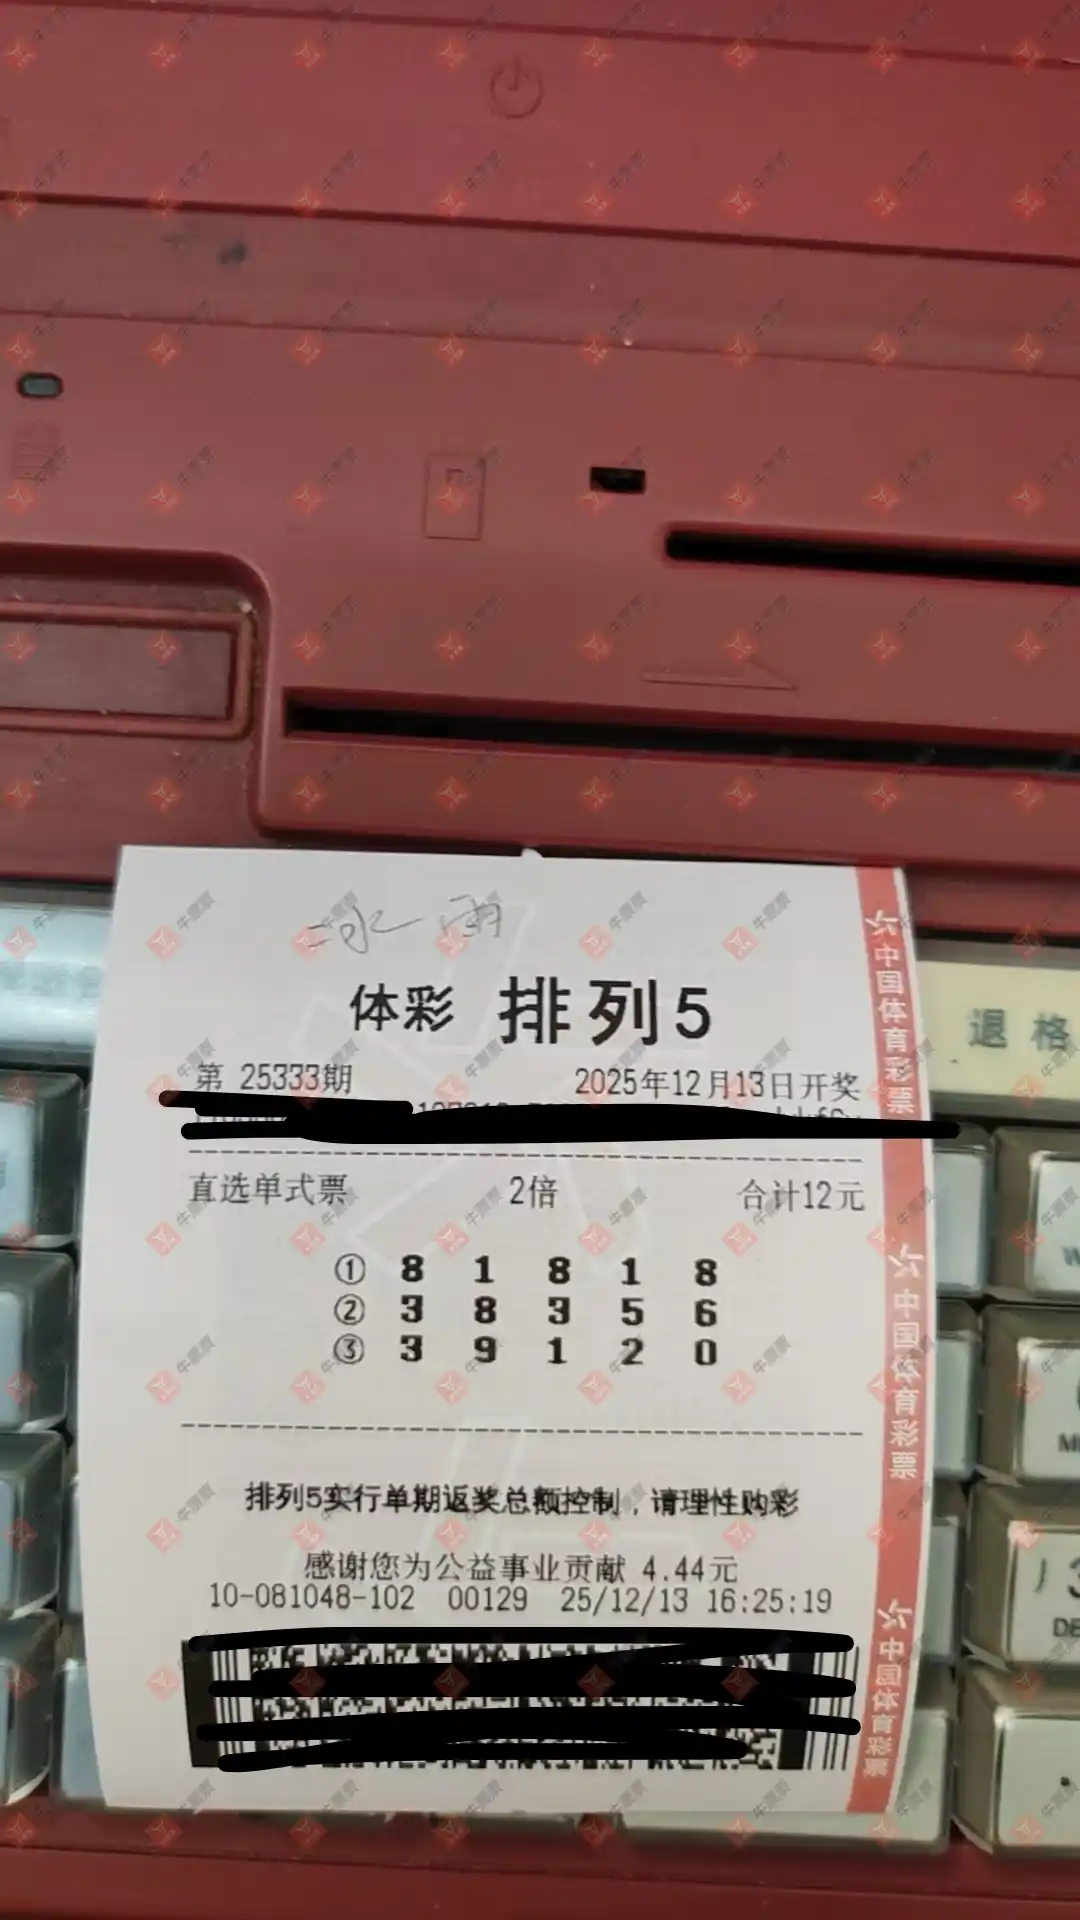 冰雨
体彩 排列5
第 25333期 2025年12月13日开奖
直选单式票 2倍 合计12元
① 8 1 8 1 8
② 3 8 3 5 6
③ 3 9 1 2 0
排列5实行单期返奖总额控制，请理性购彩
感谢您为公益事业贡献 4.44元
10-081048-102 00129 25/12/13 16:25:19
中国体育彩票
中国体育彩票
中国体育彩票
退格
牛票票